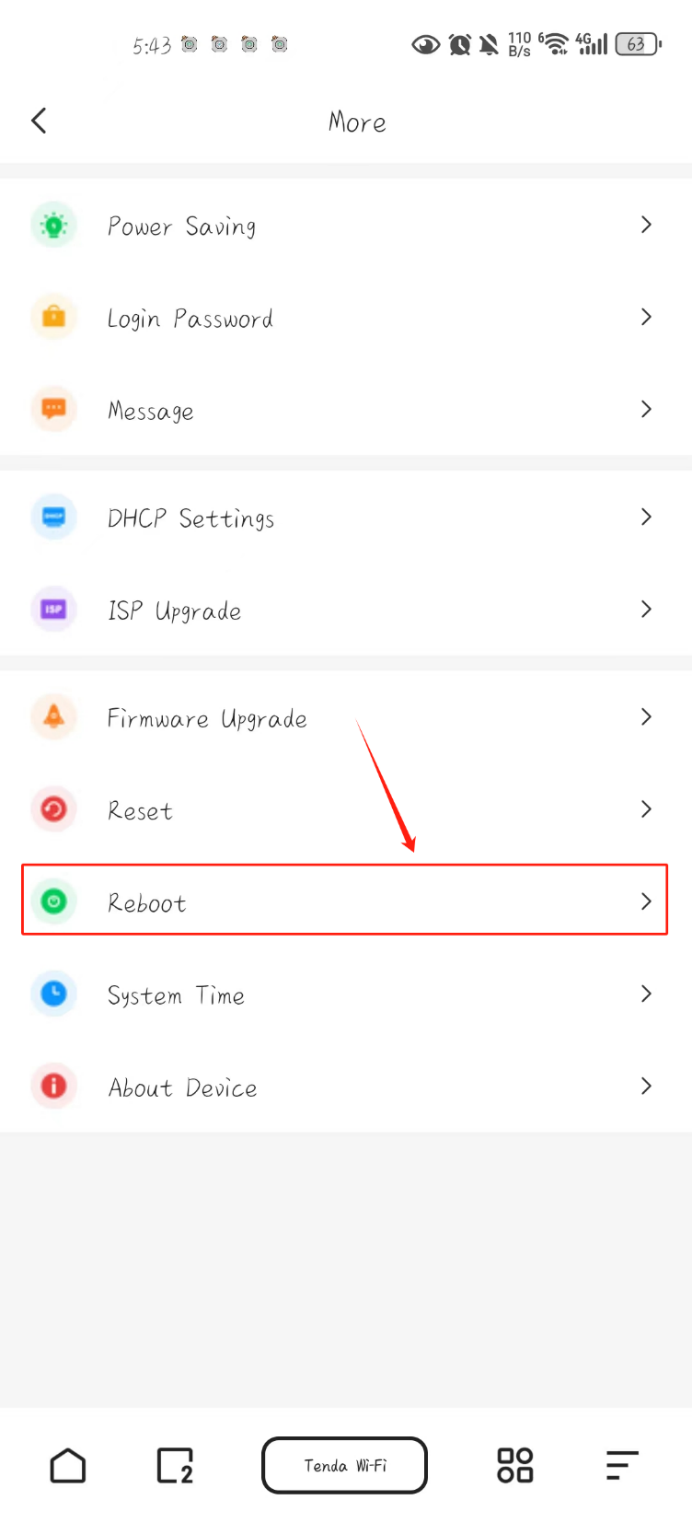 5:43
110 B/s 6 4G 63
More
Power Saving
Login Password
Message
DHCP
DHCP Settings
ISP
ISP Upgrade
Firmware Upgrade
Reset
Reboot
System Time
About Device
2
Tenda Wi-Fi